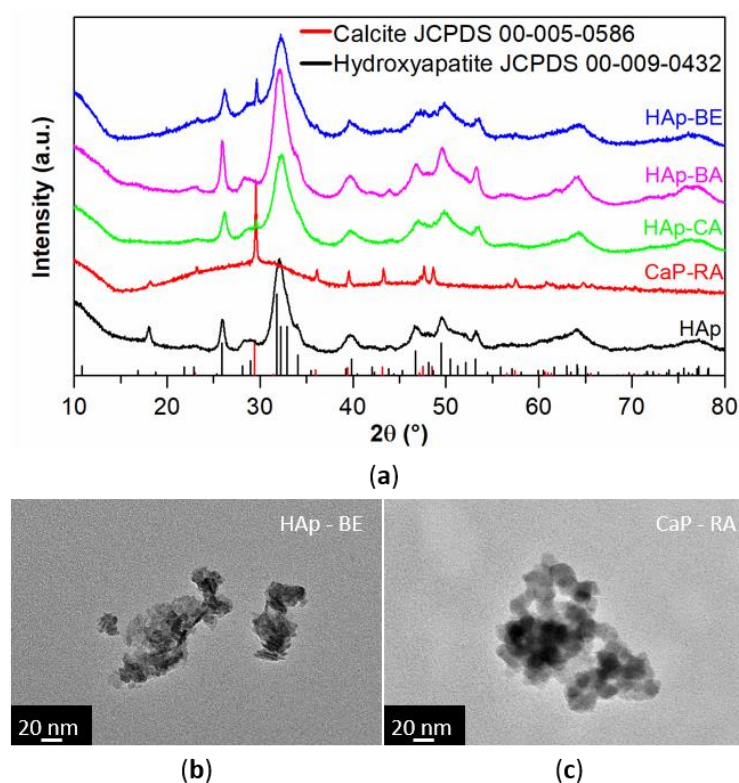 Calcite JCPDS 00-005-0586
Hydroxyapatite JCPDS 00-009-0432
Intensity (a.u.)
HAp-BE
HAp-BA
HAp-CA
CaP-RA
HAp
10 20 30 40 50 60 70 80
2θ (°)
(a)
HAp - BE
CaP - RA
20 nm
20 nm
(b)
(c)